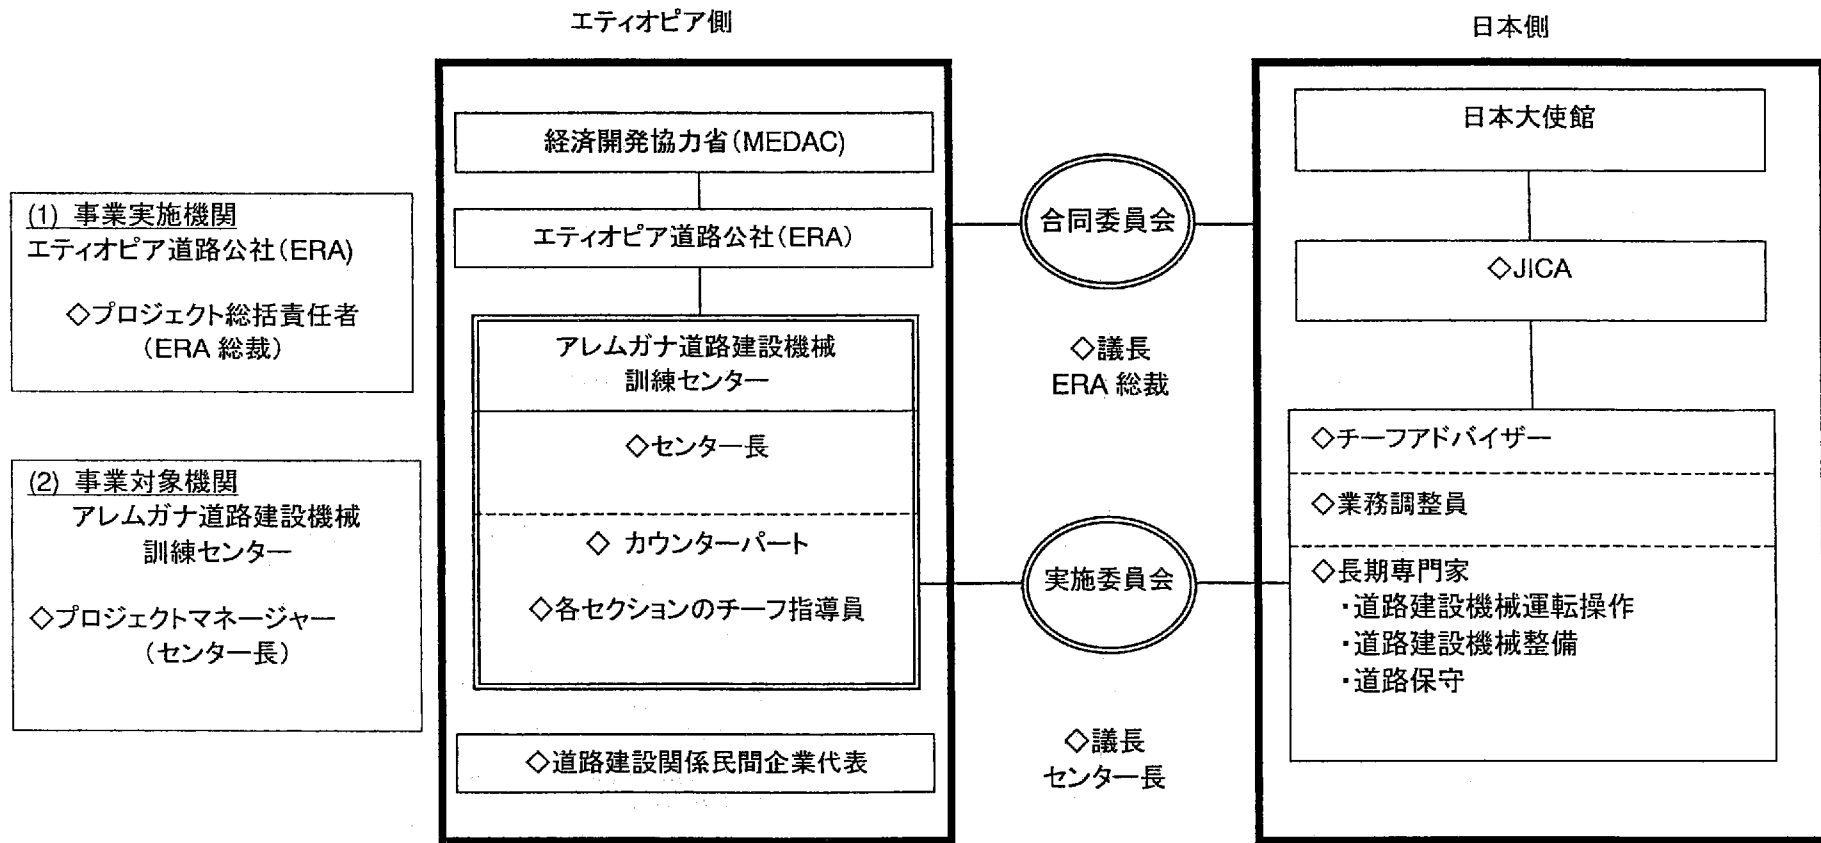 エティオピア側
日本側
(1) 事業実施機関
エティオピア道路公社(ERA)
◇プロジェクト総括責任者
(ERA 総裁)
(2) 事業対象機関
アレムガナ道路建設機械
訓練センター
◇プロジェクトマネージャー
(センター長)
経済開発協力省(MEDAC)
エティオピア道路公社(ERA)
アレムガナ道路建設機械
訓練センター
◇センター長
◇ カウンターパート
◇各セクションのチーフ指導員
◇道路建設関係民間企業代表
合同委員会
◇議長
ERA 総裁
実施委員会
◇議長
センター長
日本大使館
◇JICA
◇チーフアドバイザー
◇業務調整員
◇長期専門家
・道路建設機械運転操作
・道路建設機械整備
・道路保守